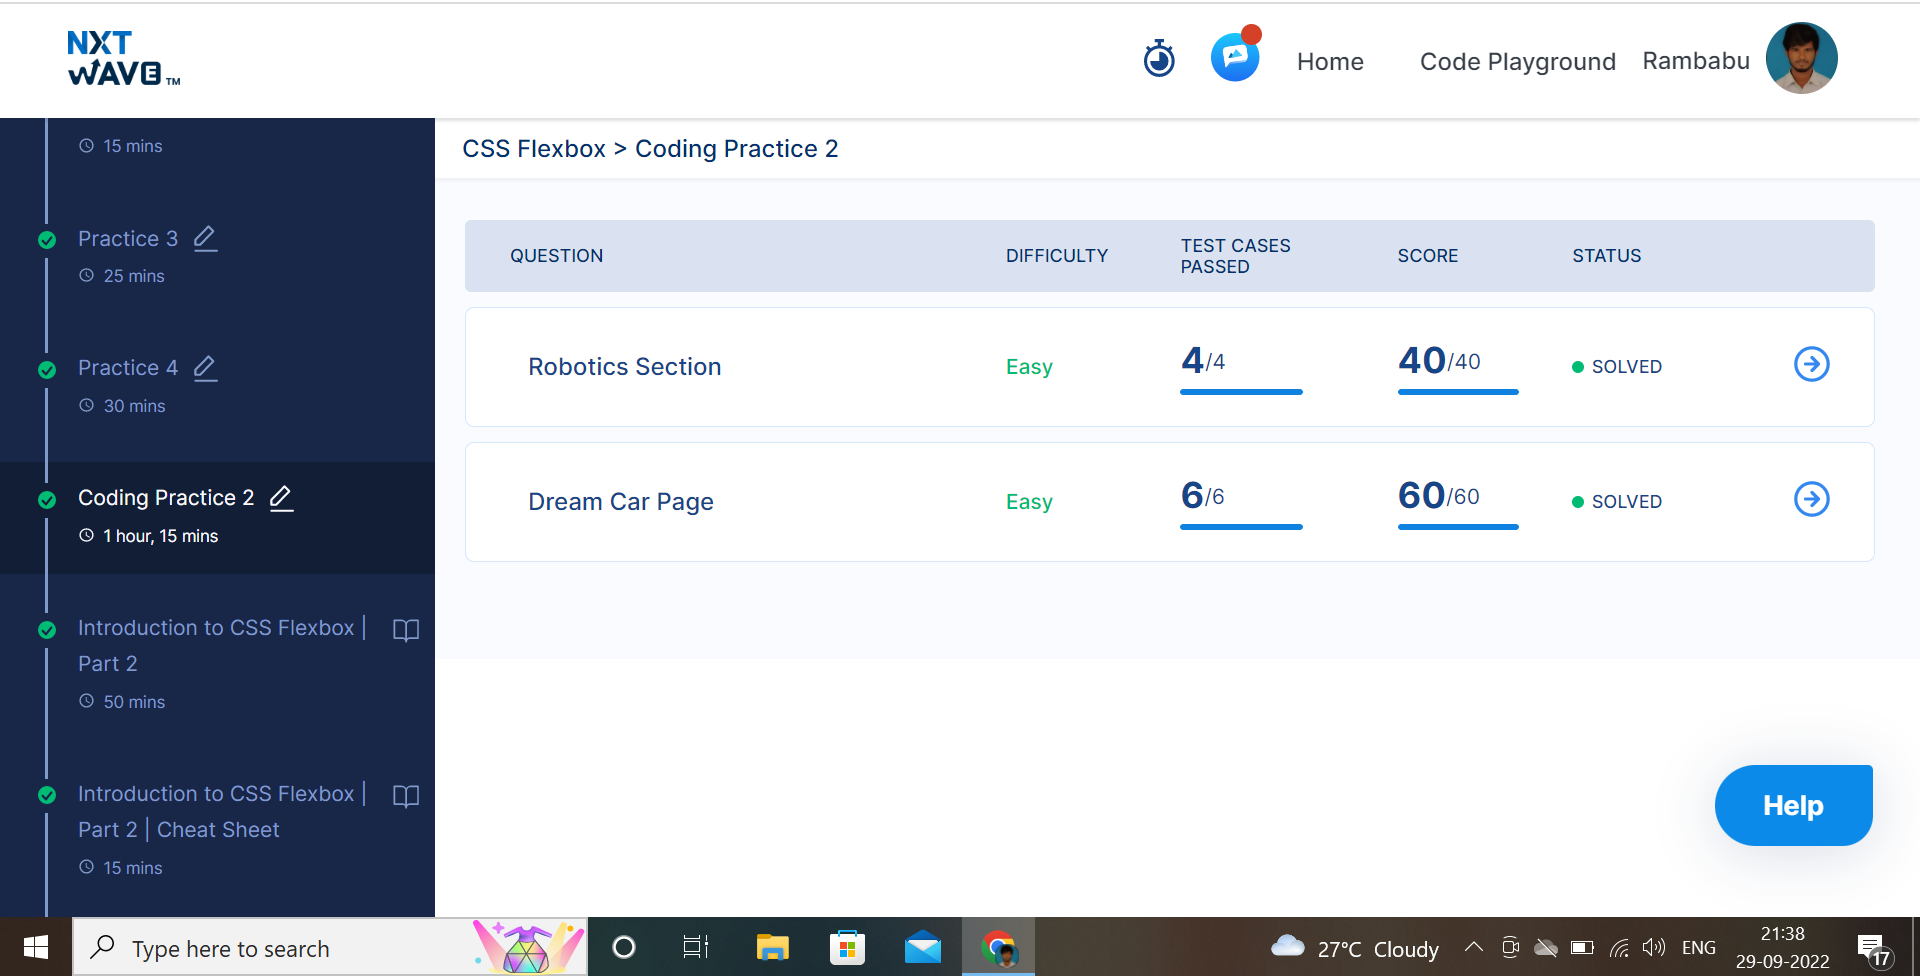 NXT
WAVE TM
Home
Code Playground
Rambabu
15 mins
Practice 3
25 mins
Practice 4
30 mins
Coding Practice 2
1 hour, 15 mins
Introduction to CSS Flexbox |
Part 2
50 mins
Introduction to CSS Flexbox |
Part 2 | Cheat Sheet
15 mins
CSS Flexbox > Coding Practice 2
QUESTION
DIFFICULTY
TEST CASES
PASSED
SCORE
STATUS
Robotics Section
Easy
4/4
40/40
SOLVED
Dream Car Page
Easy
6/6
60/60
SOLVED
Help
Type here to search
27°C Cloudy
ENG
21:38
29-09-2022
17